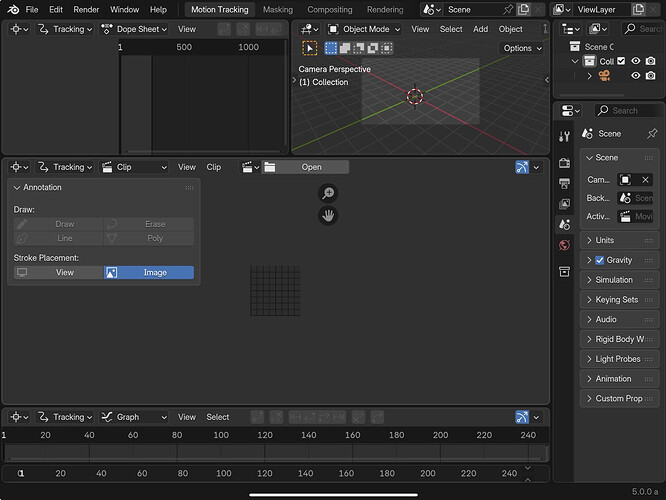 File Edit Render Window Help Motion Tracking Masking Compositing Rendering Scene ViewLayer
Tracking Dope Sheet View
1 500 1000
Object Mode View Select Add Object
Options
Camera Perspective
(1) Collection
Searc
Scene C
Coll
Search
Scene
Scene
Cam...
Back... Scen
Activ... Movi
Units
Gravity
Simulation
Keying Sets
Audio
Rigid Body W
Light Probes
Animation
Custom Prop
Tracking Clip View Clip Open
Annotation
Draw:
Draw Erase
Line Poly
Stroke Placement:
View Image
Tracking Graph View Select
1 20 40 60 80 100 120 140 160 180 200 220 240
1 20 40 60 80 100 120 140 160 180 200 220 240
5.0.0 a